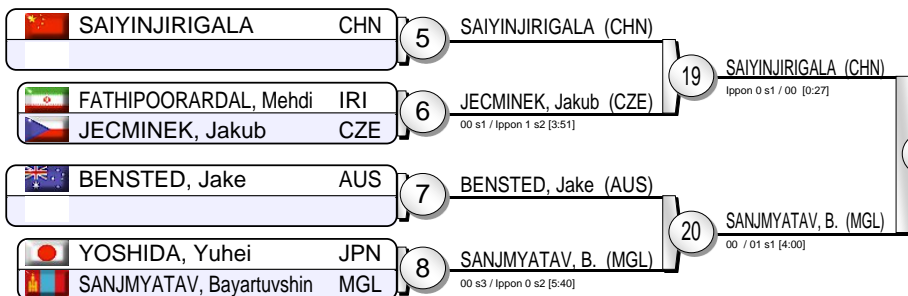 SAIYINJIRIGALA CHN
5
SAIYINJIRIGALA (CHN)
19
SAIYINJIRIGALA (CHN)
Ippon 0 s1 / 00 [0:27]
FATHIPOORARDAL, Mehdi IRI
JECMINEK, Jakub CZE
6
JECMINEK, Jakub (CZE)
00 s1 / Ippon 1 s2 [3:51]
BENSTED, Jake AUS
7
BENSTED, Jake (AUS)
20
SANJMYATAV, B. (MGL)
00 / 01 s1 [4:00]
YOSHIDA, Yuhei JPN
SANJMYATAV, Bayartuvshin MGL
8
SANJMYATAV, B. (MGL)
00 s3 / Ippon 0 s2 [5:40]